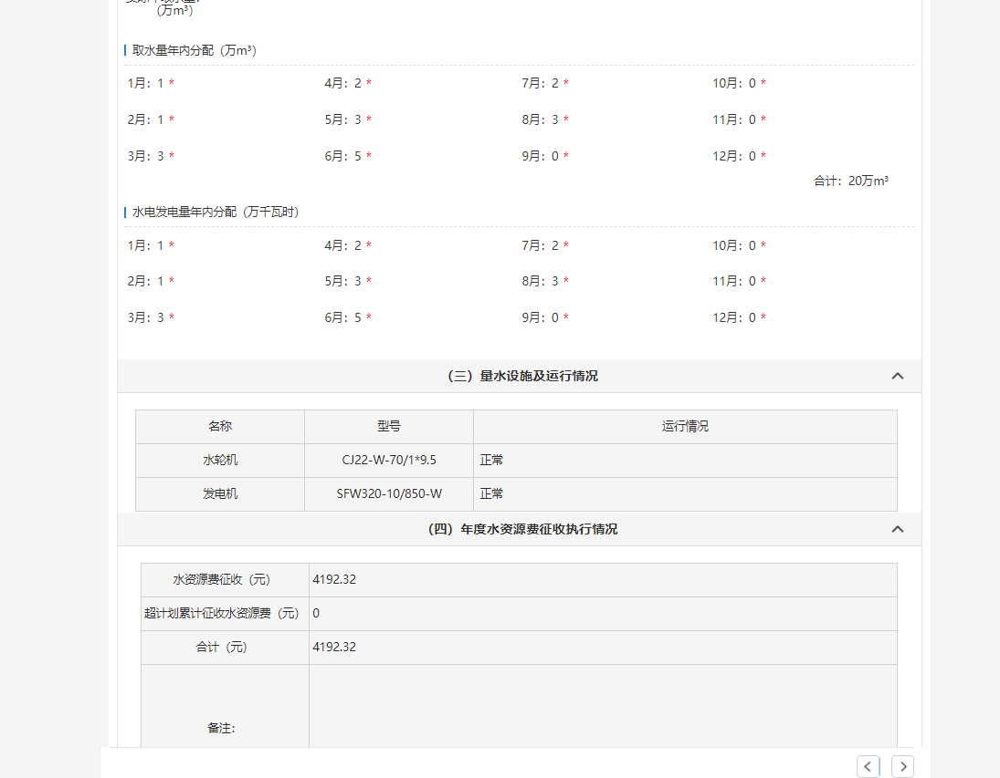 (万m³)
取水量年内分配（万m³）
1月：1 * 4月：2 * 7月：2 * 10月：0 *
2月：1 * 5月：3 * 8月：3 * 11月：0 *
3月：3 * 6月：5 * 9月：0 * 12月：0 *
合计：20万m³
水电发电量年内分配（万千瓦时）
1月：1 * 4月：2 * 7月：2 * 10月：0 *
2月：1 * 5月：3 * 8月：3 * 11月：0 *
3月：3 * 6月：5 * 9月：0 * 12月：0 *
（三）量水设施及运行情况
名称 型号 运行情况
水轮机 CJ22-W-70/1*9.5 正常
发电机 SFW320-10/850-W 正常
（四）年度水资源费征收执行情况
水资源费征收（元） 4192.32
超计划累计征收水资源费（元） 0
合计（元） 4192.32
备注：